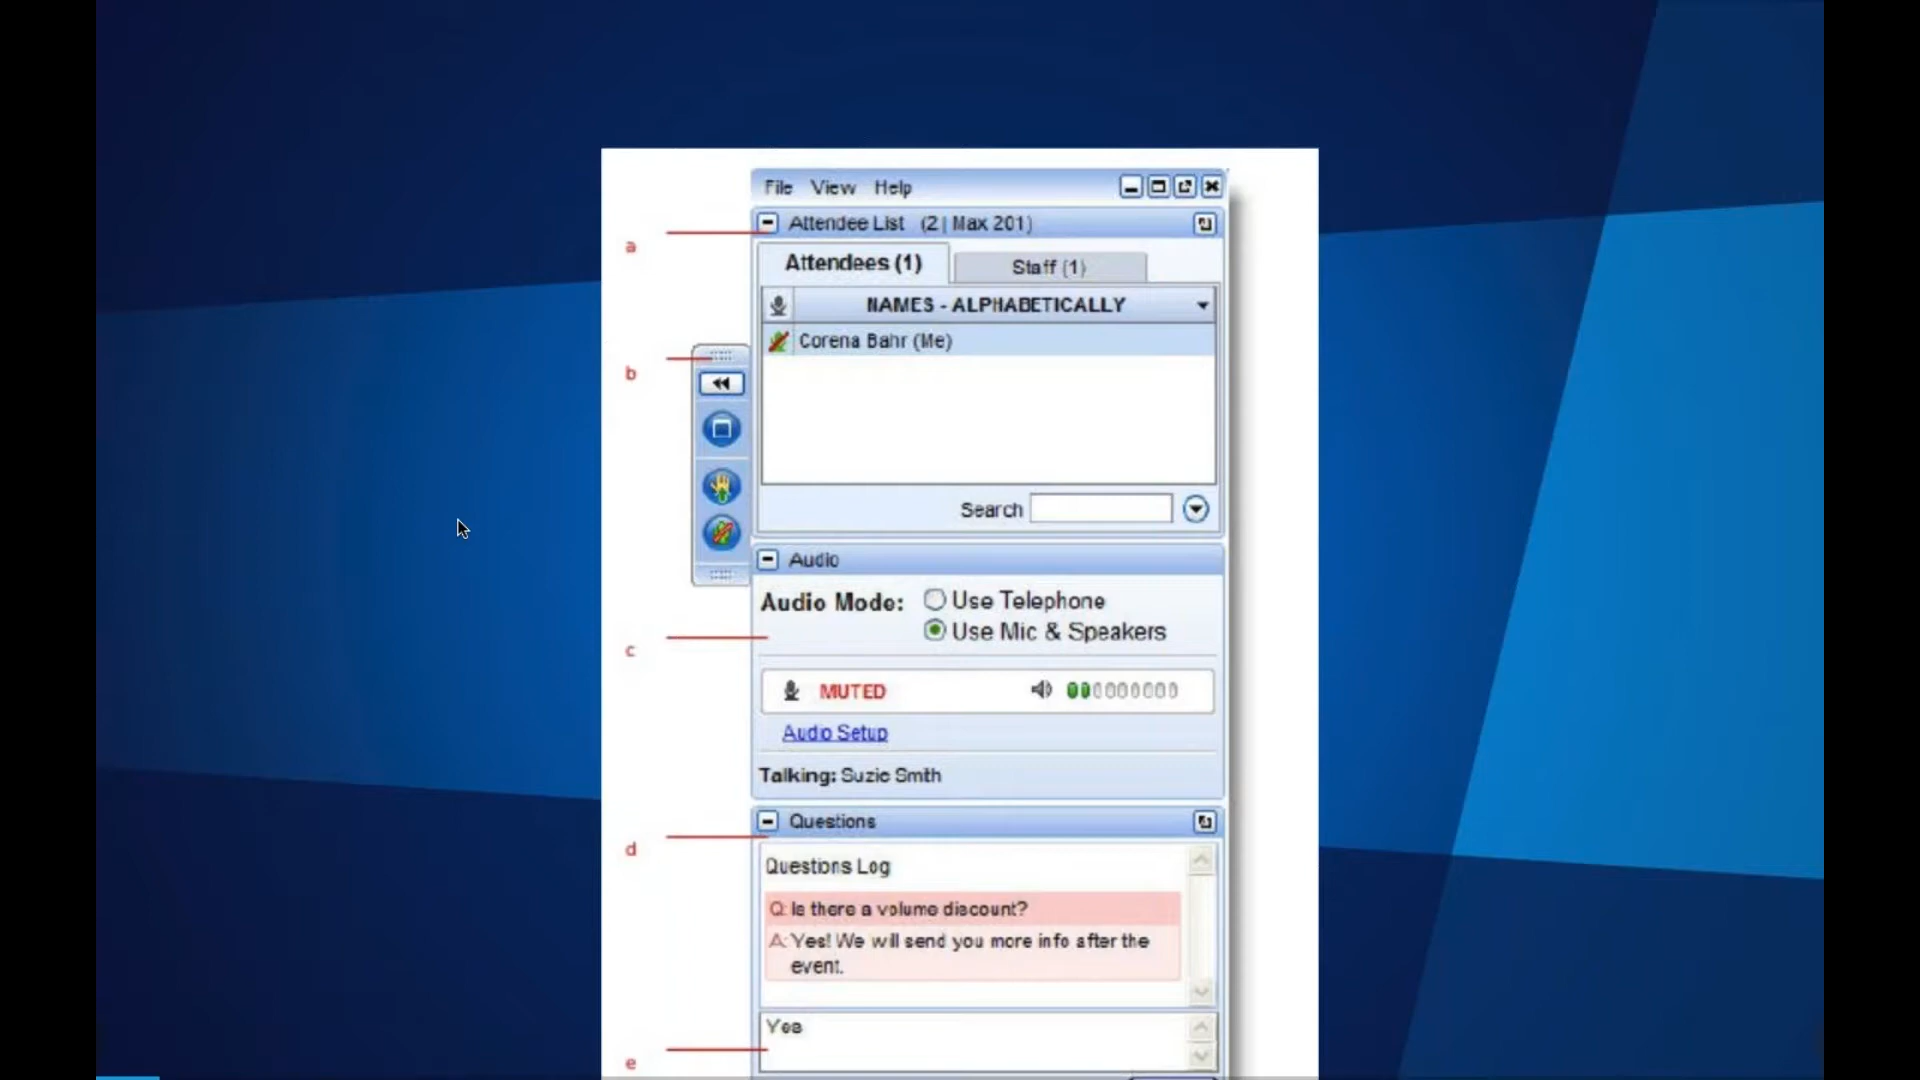 File View Help
a
Attendee List (2 | Max 201)
Attendees (1) Staff (1)
NAMES - ALPHABETICALLY
b
Corena Bahr (Me)
Search
Audio
Audio Mode: Use Telephone
Use Mic & Speakers
c
MUTED
Audio Setup
Talking: Suzie Smith
Questions
d
Questions Log
Q: Is there a volume discount?
A: Yes! We will send you more info after the
event.
Yes
e